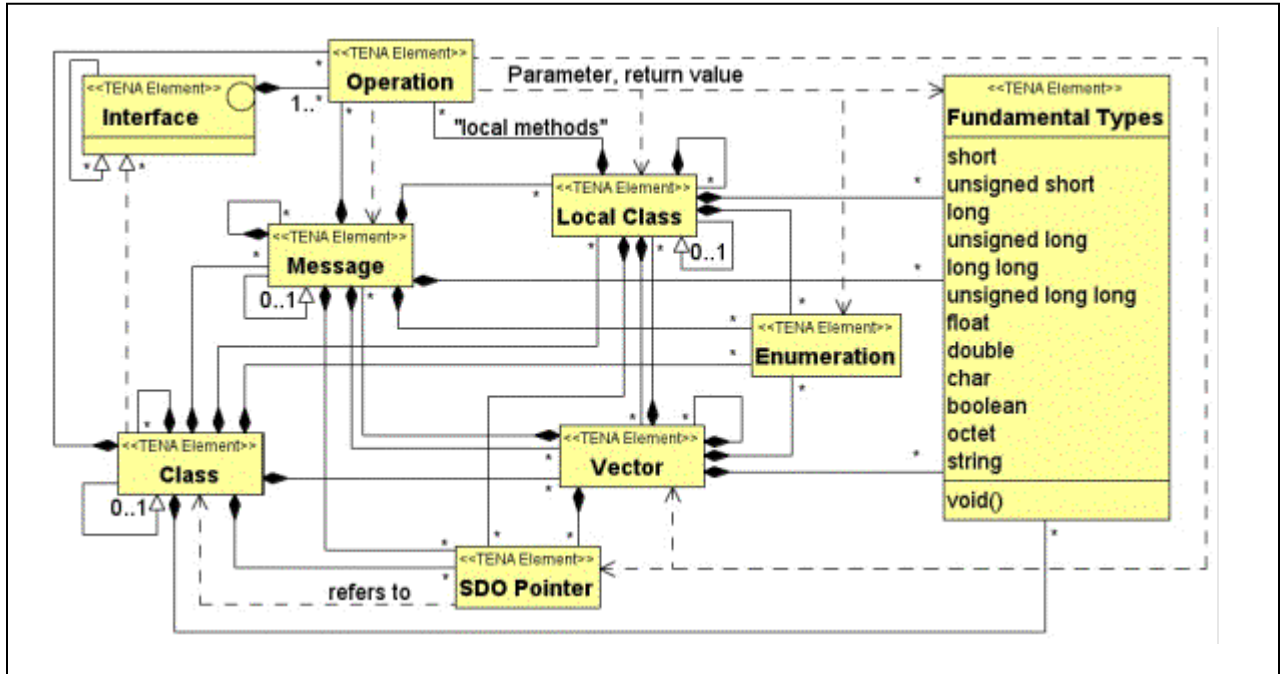 <<TENA Element>>
Operation
<<TENA Element>>
Interface
*
1..*
*
*
*
*
Parameter, return value
"local methods"
<<TENA Element>>
Fundamental Types
short
unsigned short
long
unsigned long
long long
unsigned long long
float
double
char
boolean
octet
string
void()
*
*
*
<<TENA Element>>
Local Class
*
*
0..1
*
*
<<TENA Element>>
Message
*
*
0..1
*
*
*
*
<<TENA Element>>
Enumeration
*
*
*
<<TENA Element>>
Class
*
0..1
<<TENA Element>>
Vector
*
*
*
*
*
<<TENA Element>>
SDO Pointer
*
*
*
*
refers to